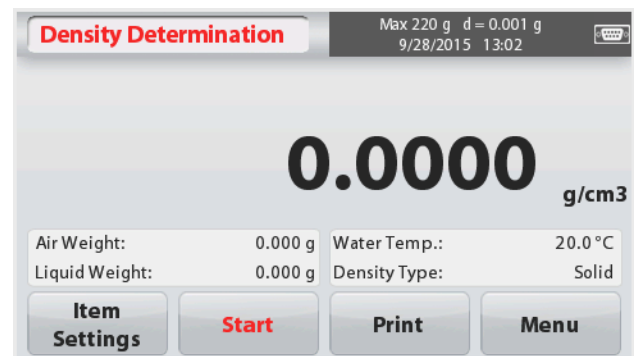 Density Determination
Max 220 g d = 0.001 g
9/28/2015 13:02
0.0000
g/cm3
Air Weight: 0.000 g
Water Temp.: 20.0 °C
Liquid Weight: 0.000 g
Density Type: Solid
Item
Settings
Start
Print
Menu